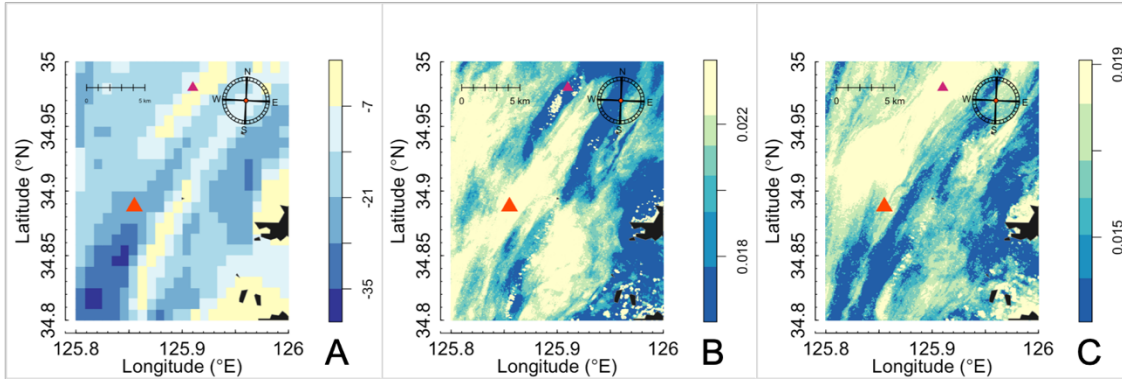 35
34.95
34.9
34.85
34.8
Latitude (°N)
125.8
125.9
126
Longitude (°E)
0
5 km
N
W
E
S
-7
-21
-35
A
35
34.95
34.9
34.85
34.8
Latitude (°N)
125.8
125.9
126
Longitude (°E)
0
5 km
N
W
E
S
0.022
0.018
B
35
34.95
34.9
34.85
34.8
Latitude (°N)
125.8
125.9
126
Longitude (°E)
0
5 km
N
W
E
S
0.019
0.015
C